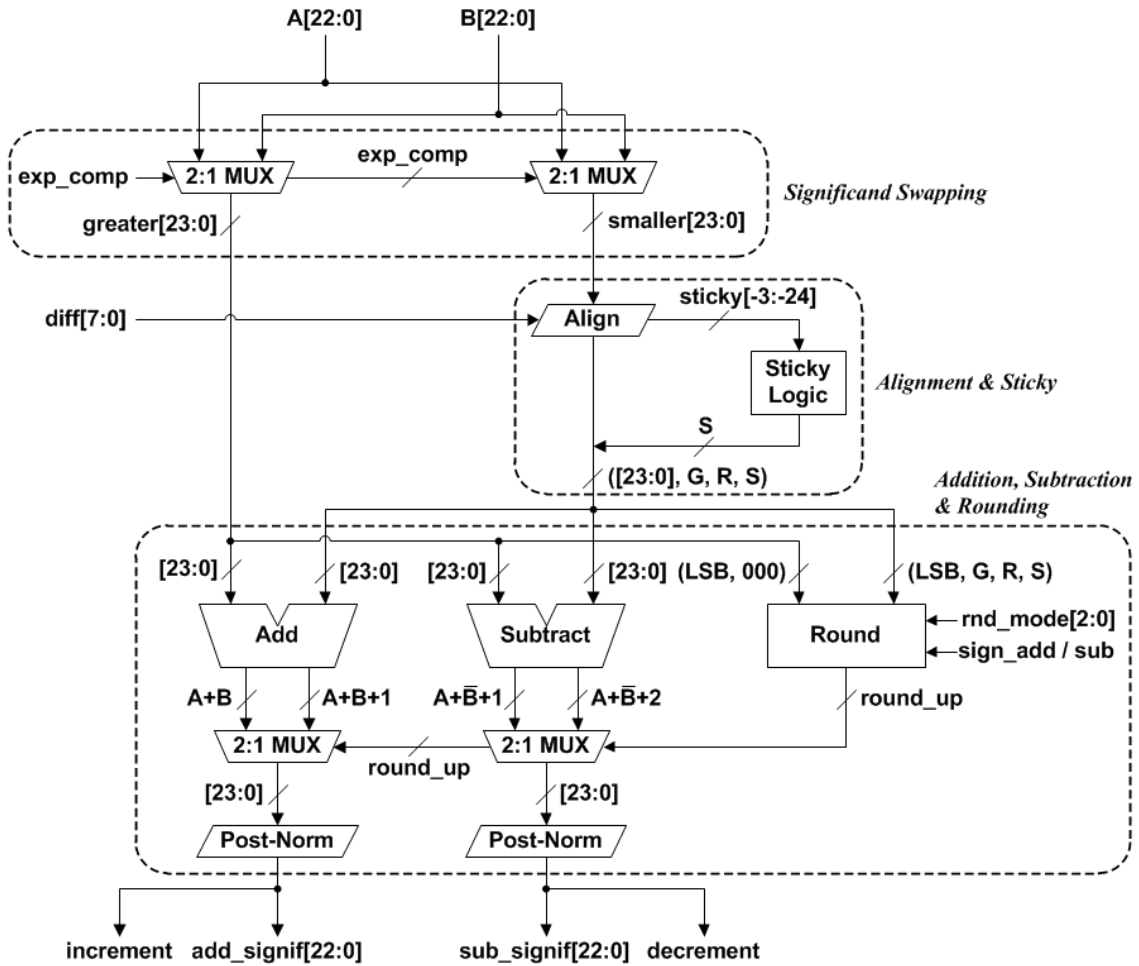 A[22:0]
B[22:0]
exp_comp
2:1 MUX
exp_comp
2:1 MUX
Significand Swapping
greater[23:0]
smaller[23:0]
diff[7:0]
Align
sticky[-3:-24]
Sticky
Logic
Alignment & Sticky
S
([23:0], G, R, S)
Addition, Subtraction
& Rounding
[23:0]
[23:0]
[23:0]
[23:0]
(LSB, 000)
(LSB, G, R, S)
Add
Subtract
Round
rnd_mode[2:0]
sign_add / sub
A+B
A+B+1
A+B̅+1
A+B̅+2
round_up
2:1 MUX
round_up
2:1 MUX
[23:0]
[23:0]
Post-Norm
Post-Norm
increment
add_signif[22:0]
sub_signif[22:0]
decrement